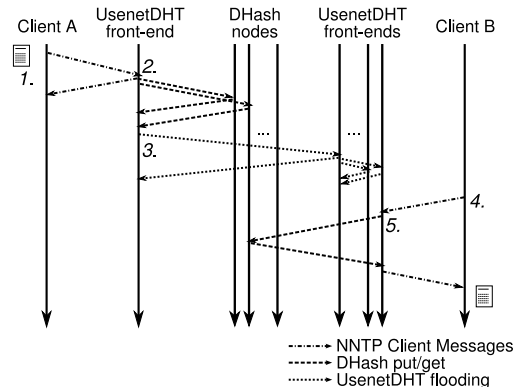 Client A
UsenetDHT
front-end
DHash
nodes
UsenetDHT
front-ends
Client B
1.
2.
...
...
3.
4.
5.
NNTP Client Messages
DHash put/get
UsenetDHT flooding